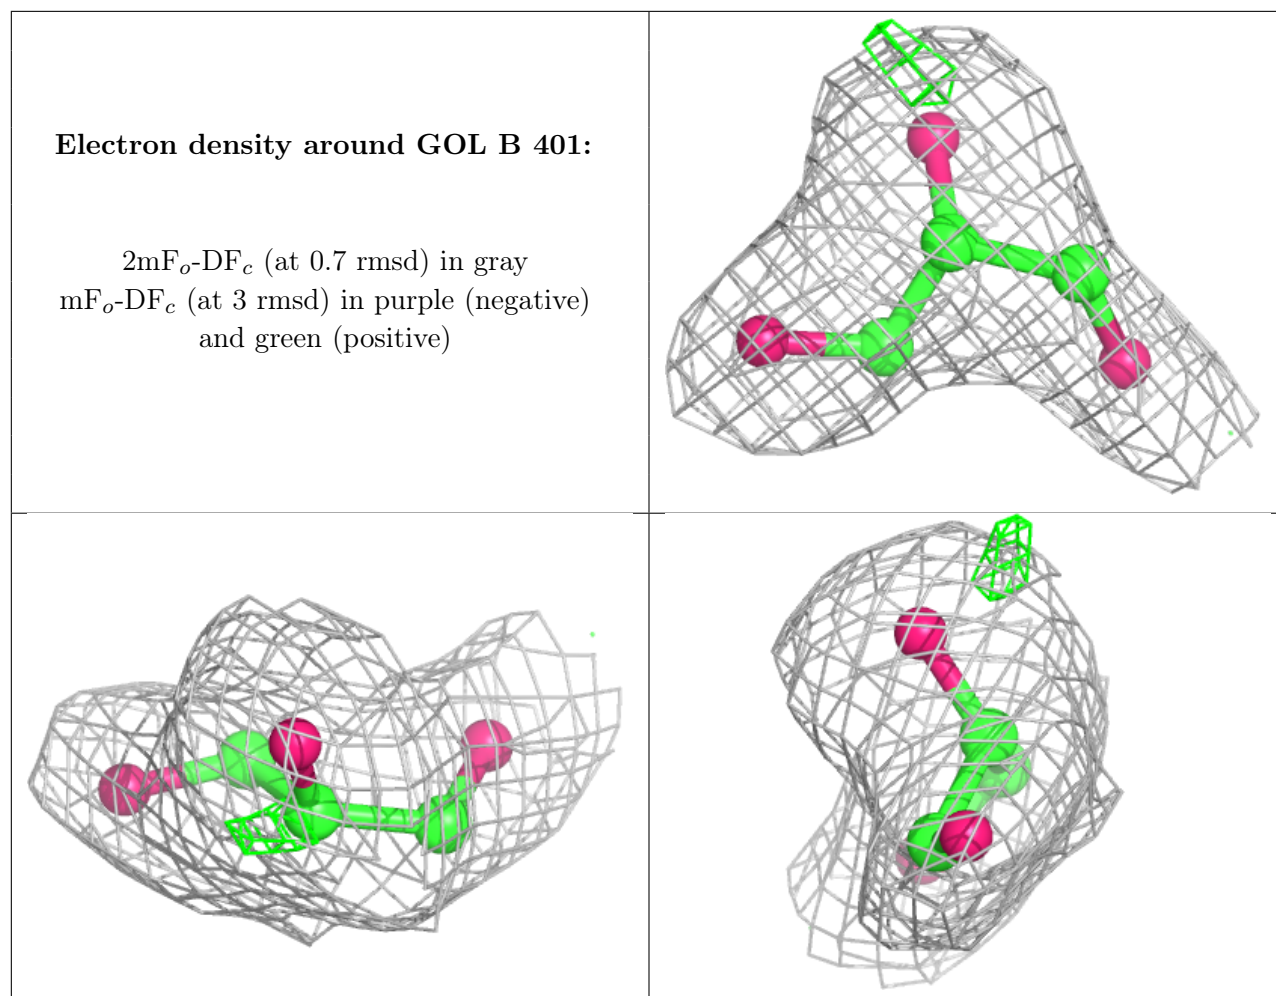 Electron density around GOL B 401:
2mFo-DFc (at 0.7 rmsd) in gray
mFo-DFc (at 3 rmsd) in purple (negative)
and green (positive)